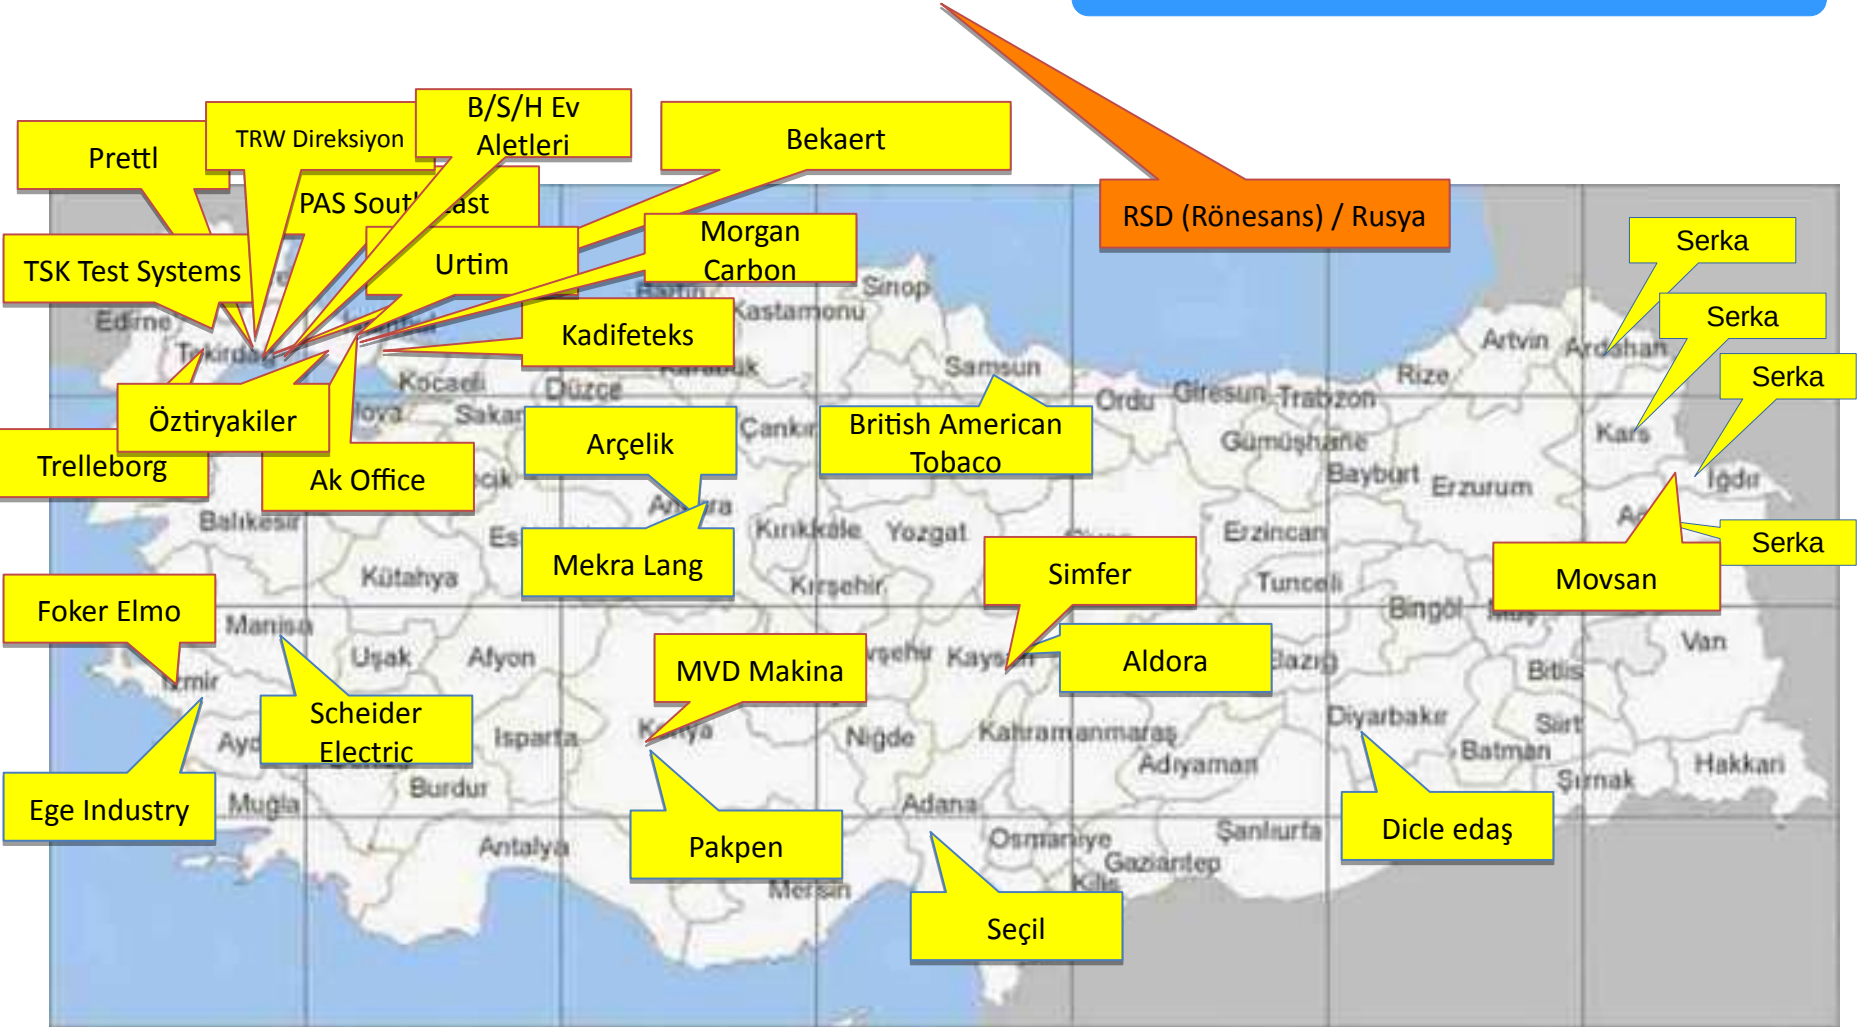 B/S/H Ev
Aletleri
TRW Direksiyon
Bekaert
Prettl
PAS South East
RSD (Rönesans) / Rusya
Morgan
Carbon
Serka
TSK Test Systems
Urtim
Sinop
Kastamonu
Serka
Edirne
Kadifeteks
Artvin
Ardahan
Tekirdağ
Samsun
Rize
Serka
Kocaeli
Düzce
Ordu
Giresun
Trabzon
Öztiryakiler
British American
Tobaco
Arçelik
Kars
Gümüşhane
Trelleborg
Ak Office
Bayburt
Erzurum
Iğdır
Balıkesir
Kırıkkale
Yozgat
Erzincan
Serka
Mekra Lang
Simfer
Movsan
Kütahya
Kırşehir
Tunceli
Foker Elmo
Bingöl
Muş
Manisa
Van
Uşak
Afyon
MVD Makina
Aldora
Bitlis
İzmir
Scheider
Electric
Isparta
Konya
Niğde
Kahramanmaraş
Diyarbakır
Siirt
Batman
Adıyaman
Şırnak
Hakkari
Ege Industry
Muğla
Burdur
Adana
Pakpen
Dicle edaş
Antalya
Osmaniye
Şanlıurfa
Gaziantep
Kilis
Mersin
Seçil